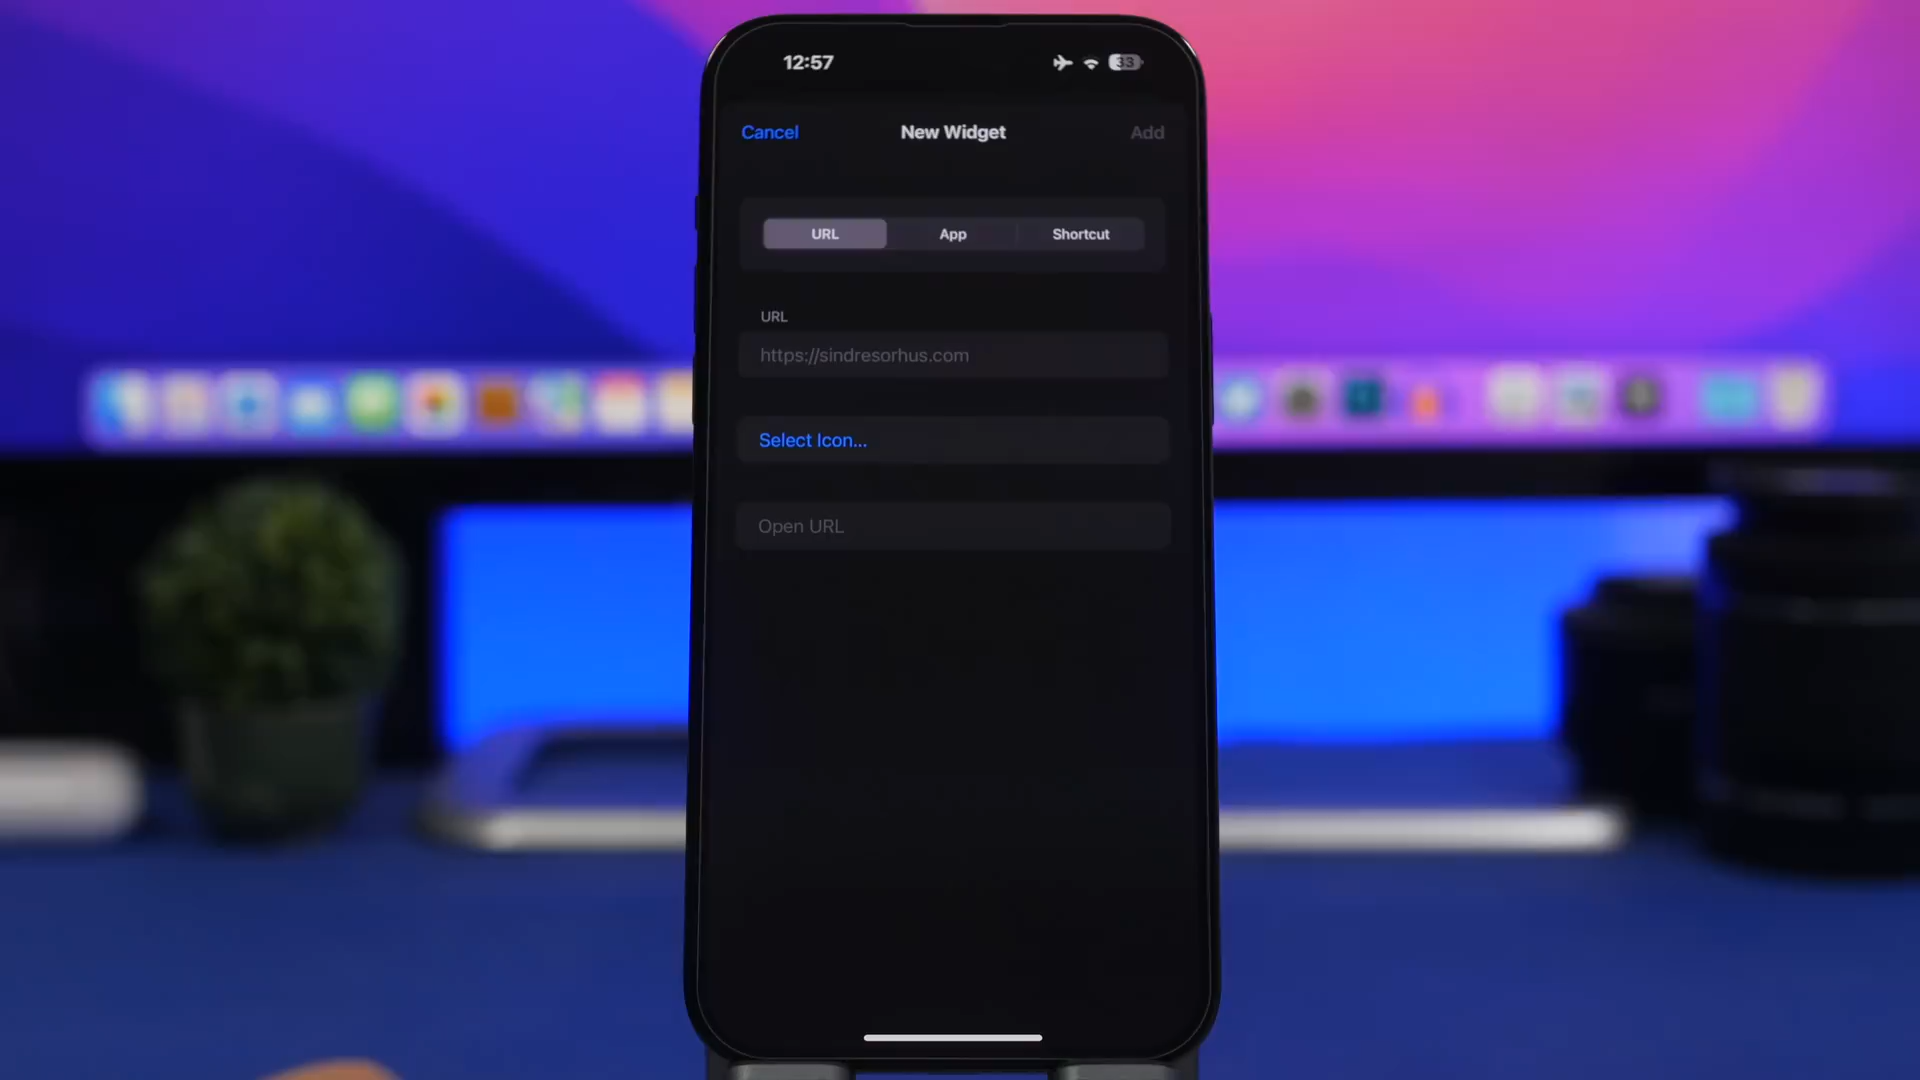 12:57
33
Cancel New Widget Add
URL App Shortcut
URL
https://sindresorhus.com
Select Icon...
Open URL